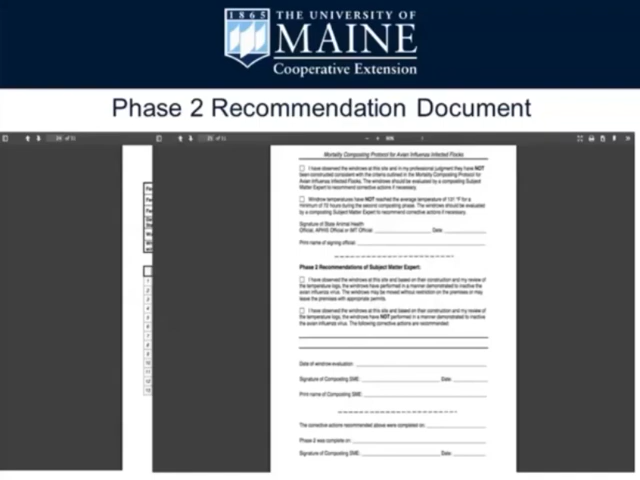 1865
THE UNIVERSITY OF
MAINE
Cooperative Extension
Phase 2 Recommendation Document
Mortality Composting Protocol for Avian Influenza Infected Flocks
I have observed the windrows at this site and in my professional judgment they have NOT
been constructed consistent with the criteria outlined in the Mortality Composting Protocol for
Avian Influenza Infected Flocks. The windrows should be evaluated by a composting Subject
Matter Expert to recommend corrective actions if necessary.
Windrow temperatures have NOT reached the average temperature of 131 °F for a
minimum of 72 hours during the second composting phase. The windrows should be evaluated
by a composting Subject Matter Expert to recommend corrective actions if necessary.
Signature of State Animal Health
Official, APHIS Official or IMT Official: Date:
Print name of signing official:
Phase 2 Recommendations of Subject Matter Expert:
I have observed the windrows at this site and based on their construction and my review of
the temperature logs, the windrows have performed in a manner demonstrated to inactivate the
avian influenza virus. The windrows may be moved without restriction on the premises or may
leave the premises with appropriate permits.
I have observed the windrows at this site and based on their construction and my review of
the temperature logs, the windrows have NOT performed in a manner demonstrated to inactivate
the avian influenza virus. The following corrective actions are recommended:
Date of windrow evaluation:
Signature of Composting SME: Date:
Print name of Composting SME:
The corrective actions recommended above were completed on:
Phase 2 was complete on:
Signature of Composting SME: Date: